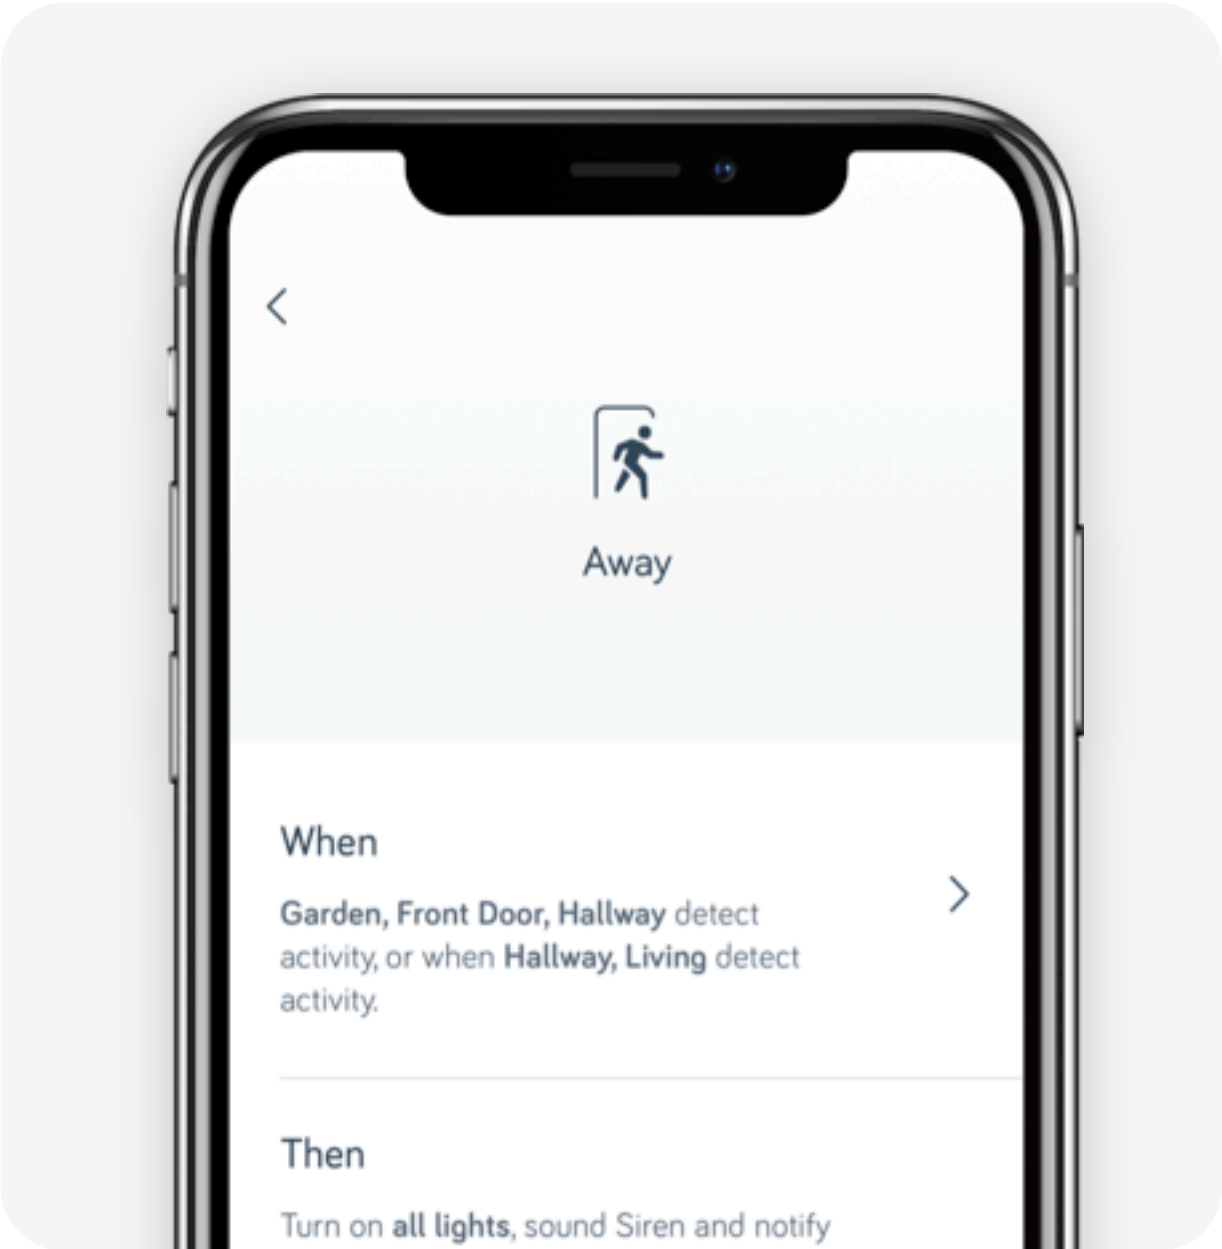 Away
When
Garden, Front Door, Hallway detect
activity, or when Hallway, Living detect
activity.
Then
Turn on all lights, sound Siren and notify